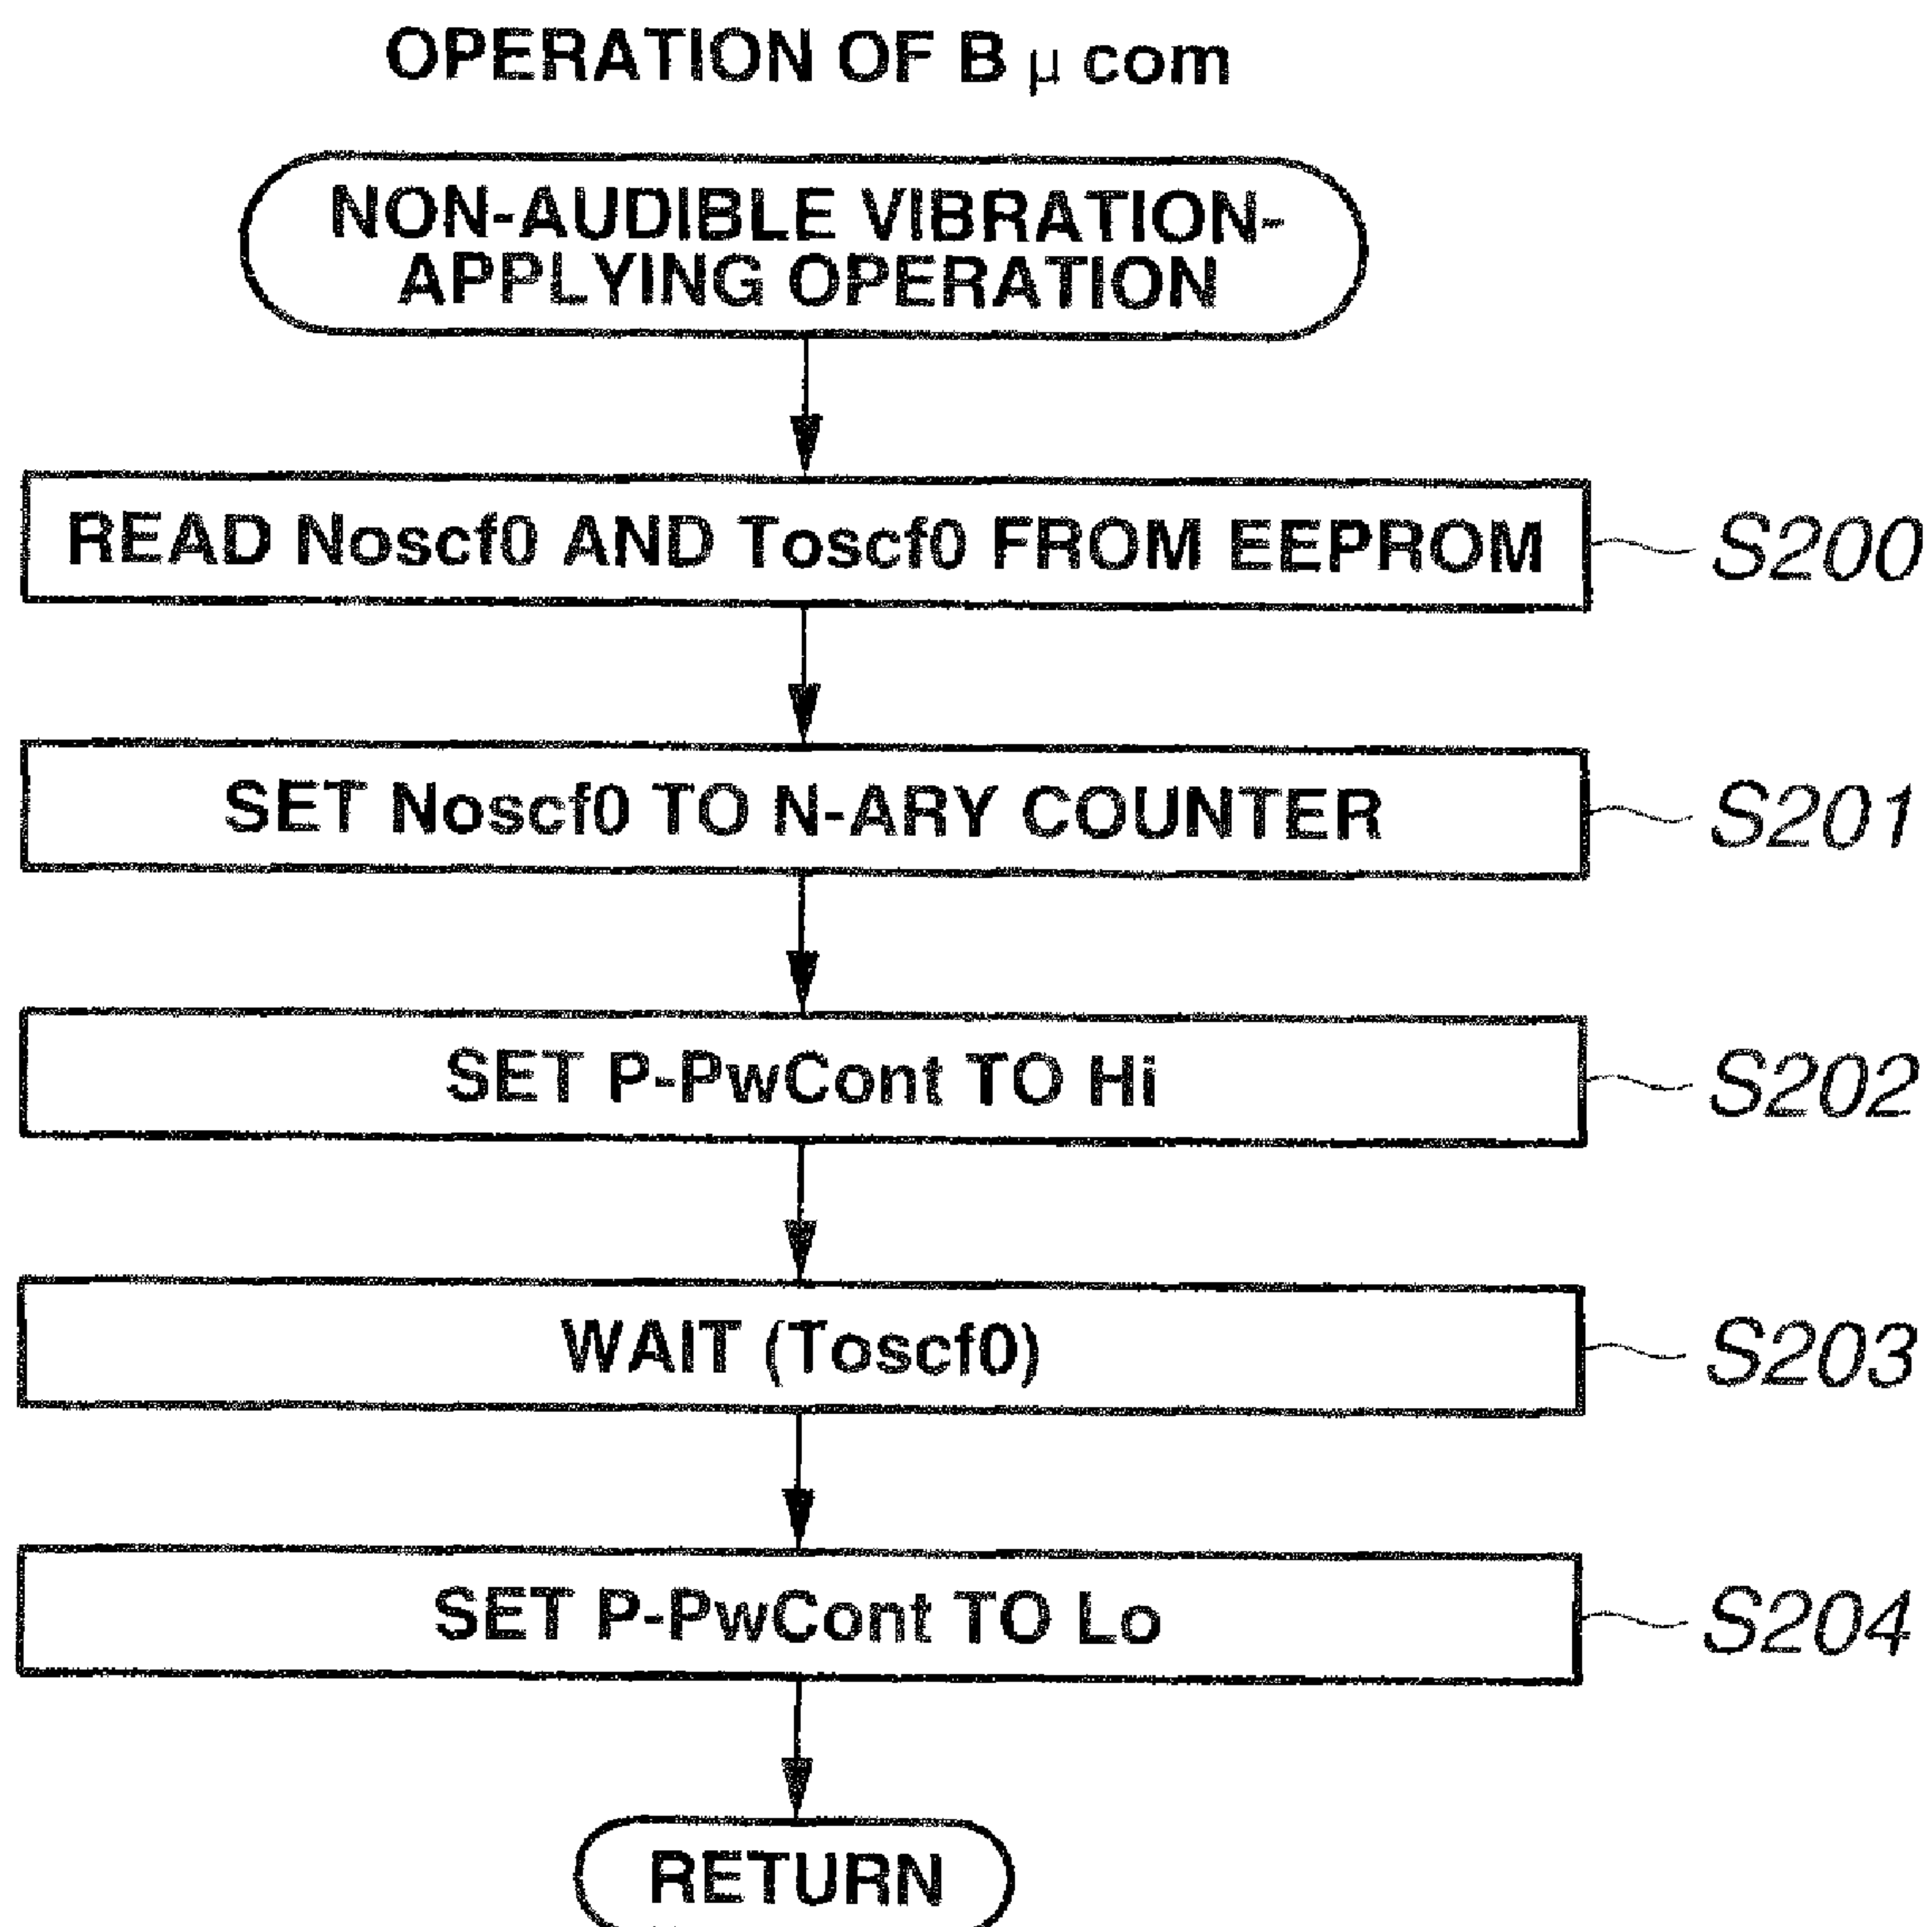 OPERATION OF B μ com
NON-AUDIBLE VIBRATION-
APPLYING OPERATION
READ Noscf0 AND Toscf0 FROM EEPROM
S200
SET Noscf0 TO N-ARY COUNTER
S201
SET P-PwCont TO Hi
S202
WAIT (Toscf0)
S203
SET P-PwCont TO Lo
S204
RETURN